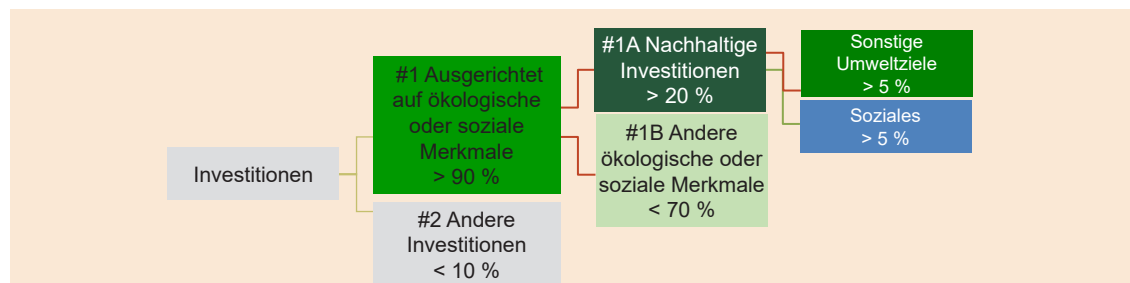 Investitionen
#1 Ausgerichtet
auf ökologische
oder soziale
Merkmale
> 90 %
#2 Andere
Investitionen
< 10 %
#1A Nachhaltige
Investitionen
> 20 %
#1B Andere
ökologische oder
soziale Merkmale
< 70 %
Sonstige
Umweltziele
> 5 %
Soziales
> 5 %